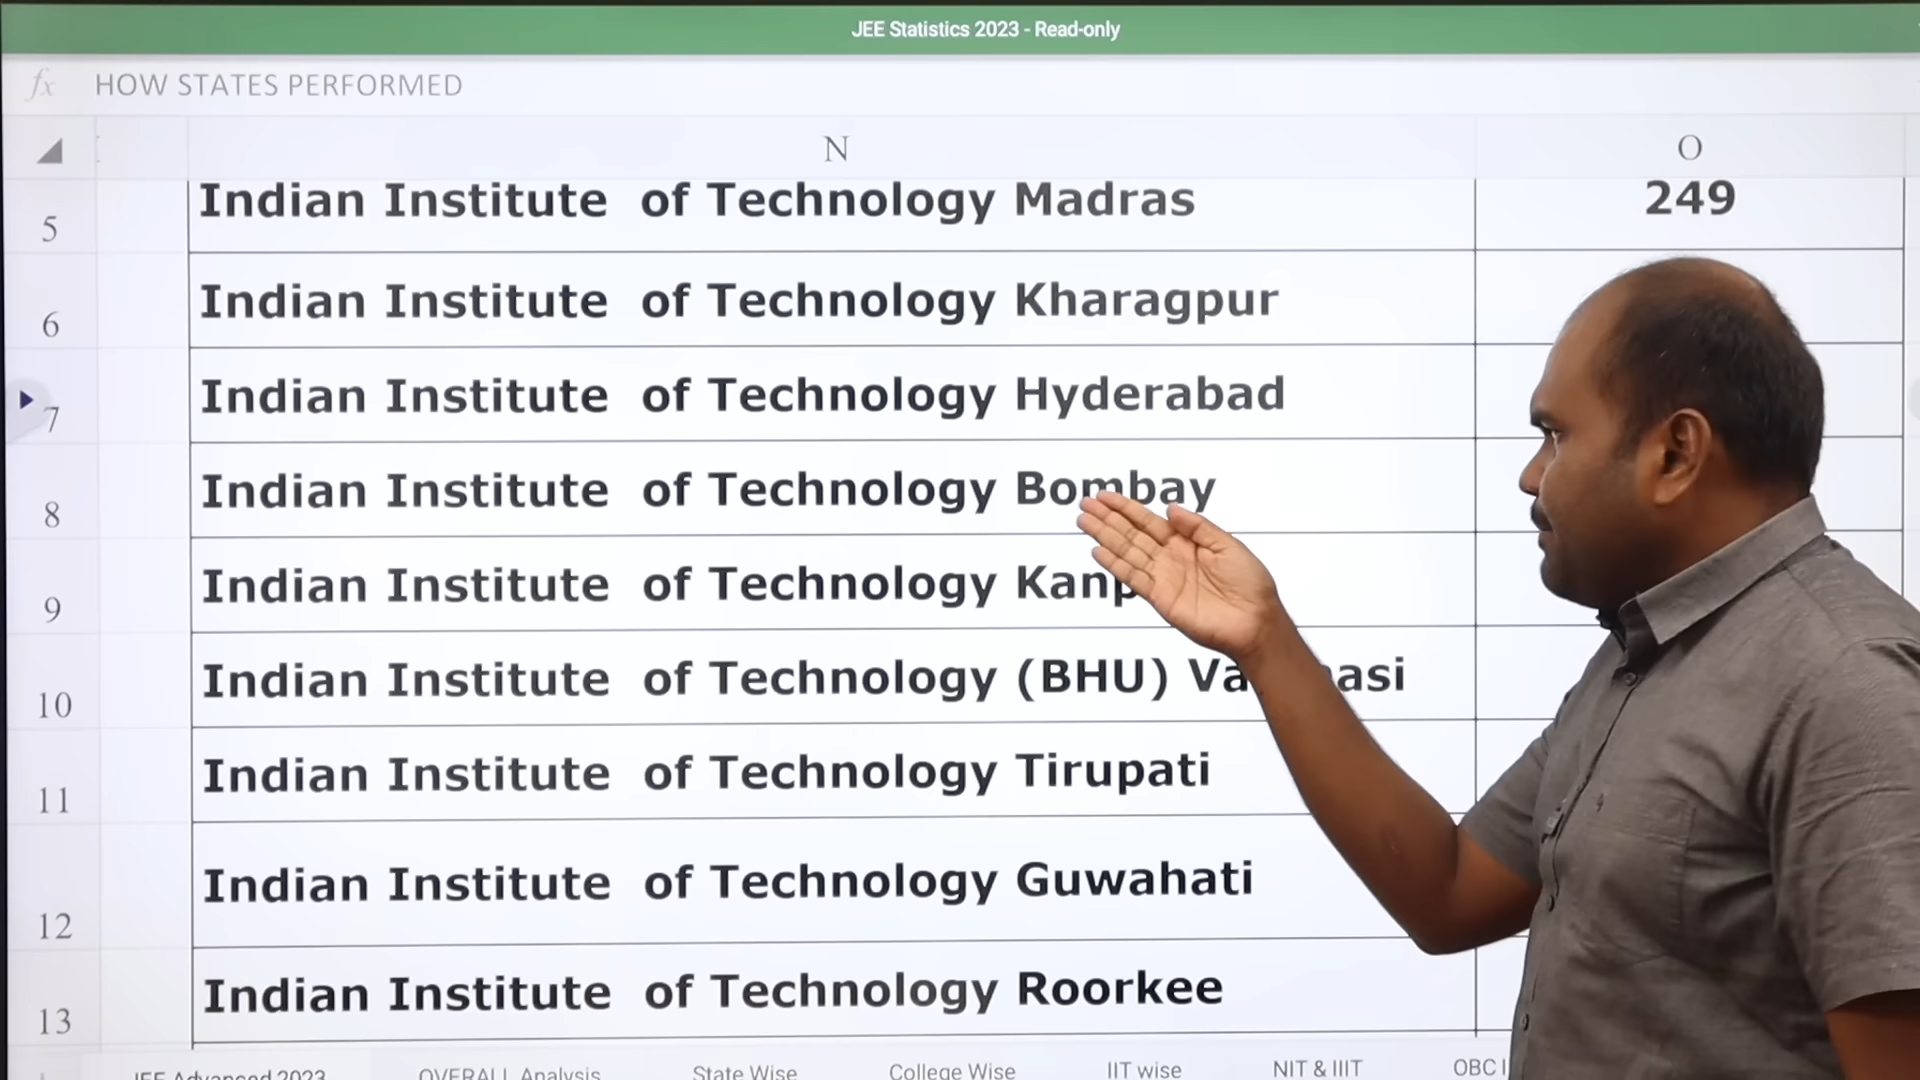 JEE Statistics 2023 - Read-only
fx HOW STATES PERFORMED
N O
5 Indian Institute of Technology Madras 249
6 Indian Institute of Technology Kharagpur
7 Indian Institute of Technology Hyderabad
8 Indian Institute of Technology Bombay
9 Indian Institute of Technology Kanp
10 Indian Institute of Technology (BHU) Va asi
11 Indian Institute of Technology Tirupati
12 Indian Institute of Technology Guwahati
13 Indian Institute of Technology Roorkee
JEE Advanced 2023 OVERALL Analysis State Wise College Wise IIT wise NIT & IIIT OBC